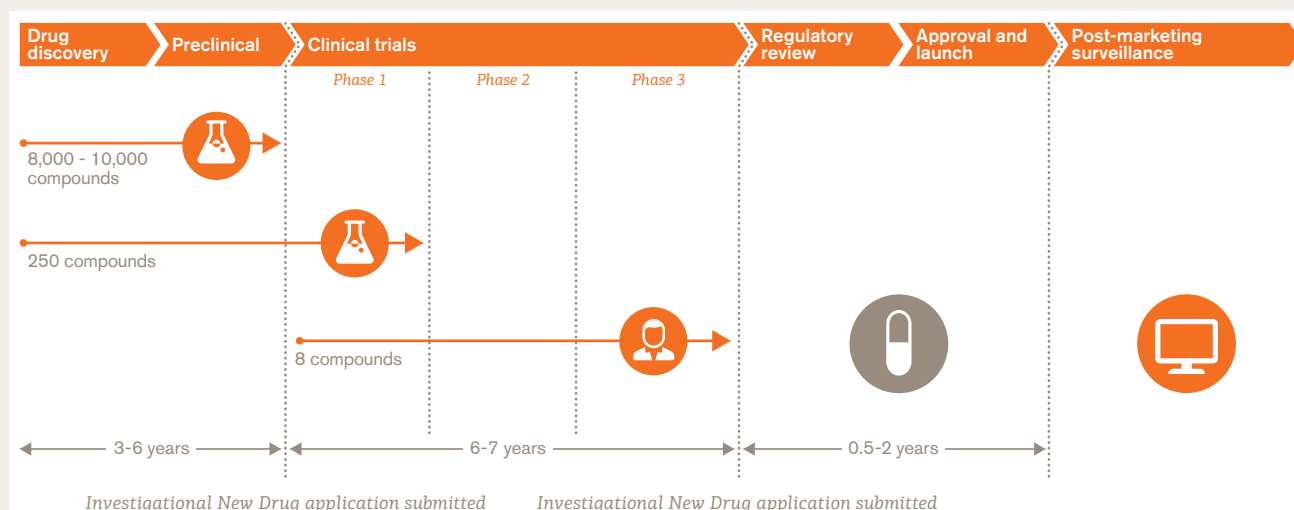 Drug
discovery
Preclinical
Clinical trials
Regulatory
review
Approval and
launch
Post-marketing
surveillance
Phase 1
Phase 2
Phase 3
8,000 - 10,000
compounds
250 compounds
8 compounds
3-6 years
6-7 years
0.5-2 years
Investigational New Drug application submitted
Investigational New Drug application submitted